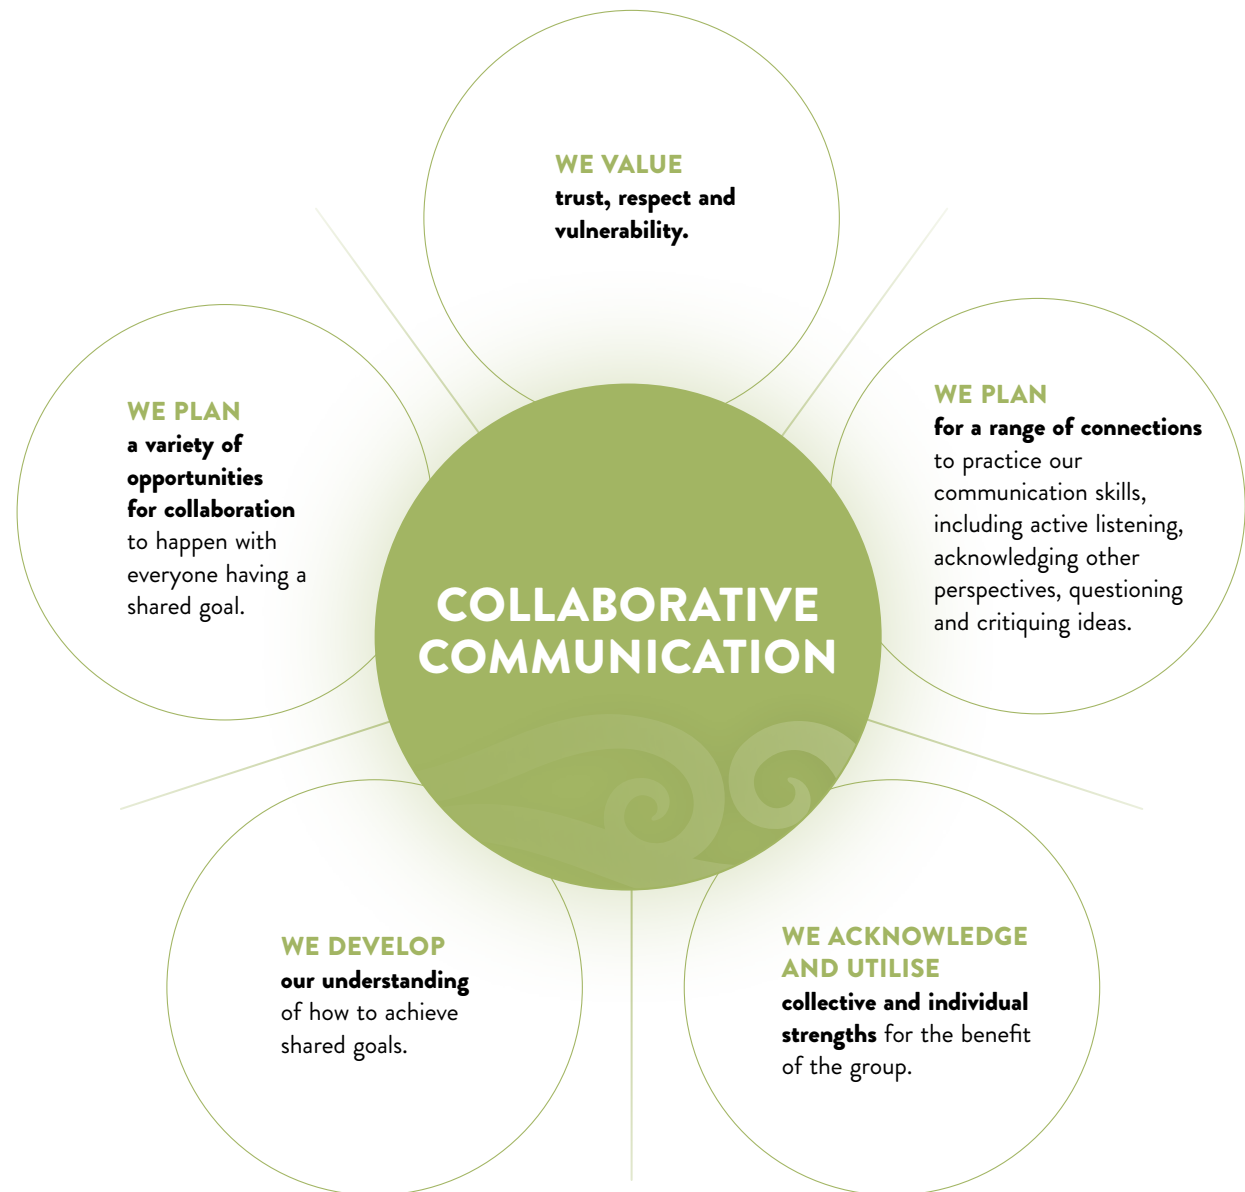 WE VALUE
trust, respect and
vulnerability.
WE PLAN
for a range of connections
to practice our
communication skills,
including active listening,
acknowledging other
perspectives, questioning
and critiquing ideas.
WE ACKNOWLEDGE
AND UTILISE
collective and individual
strengths for the benefit
of the group.
WE DEVELOP
our understanding
of how to achieve
shared goals.
WE PLAN
a variety of
opportunities
for collaboration
to happen with
everyone having a
shared goal.
COLLABORATIVE
COMMUNICATION